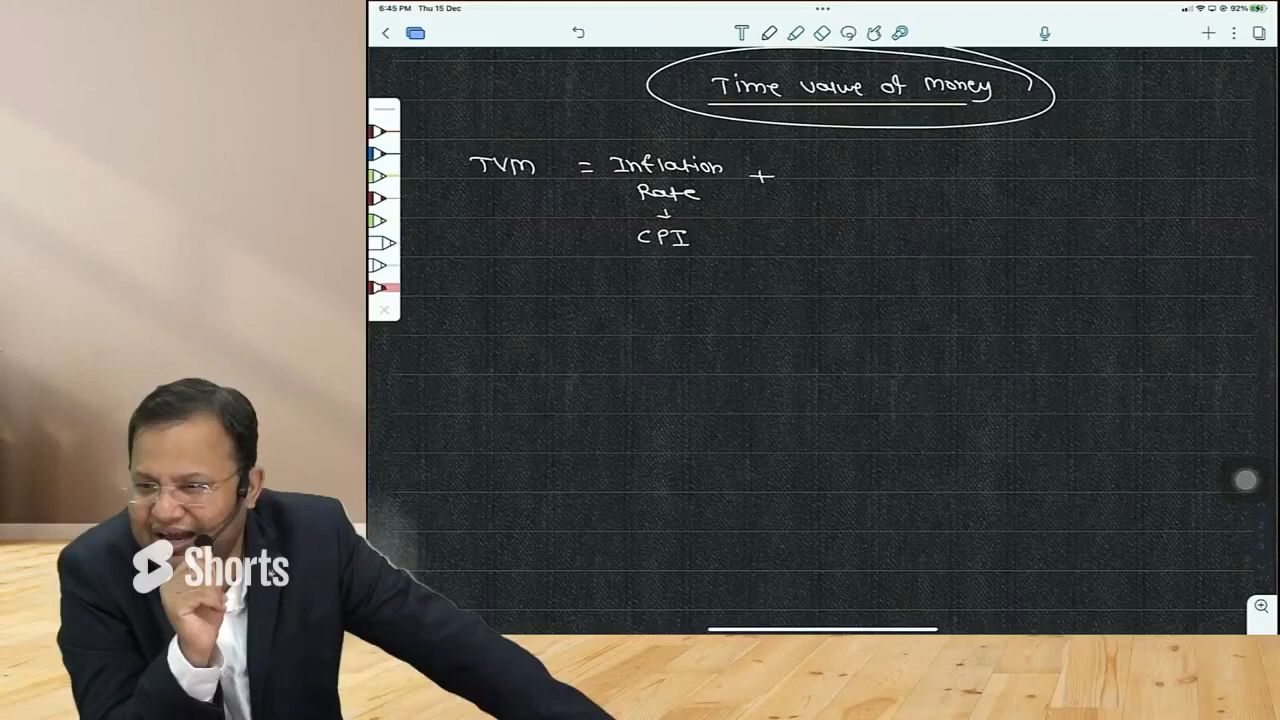 6:45 PM Thu 15 Dec
92%
Time value of money
TVM = Inflation +
Rate
↓
CPI
Shorts